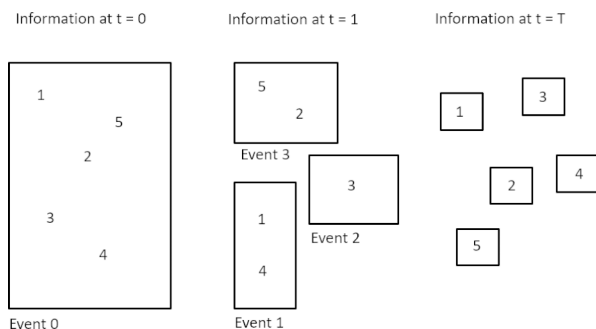 Information at t = 0
1
5
2
3
4
Event 0
Information at t = 1
5
2
Event 3
3
Event 2
1
4
Event 1
Information at t = T
1
3
4
2
5